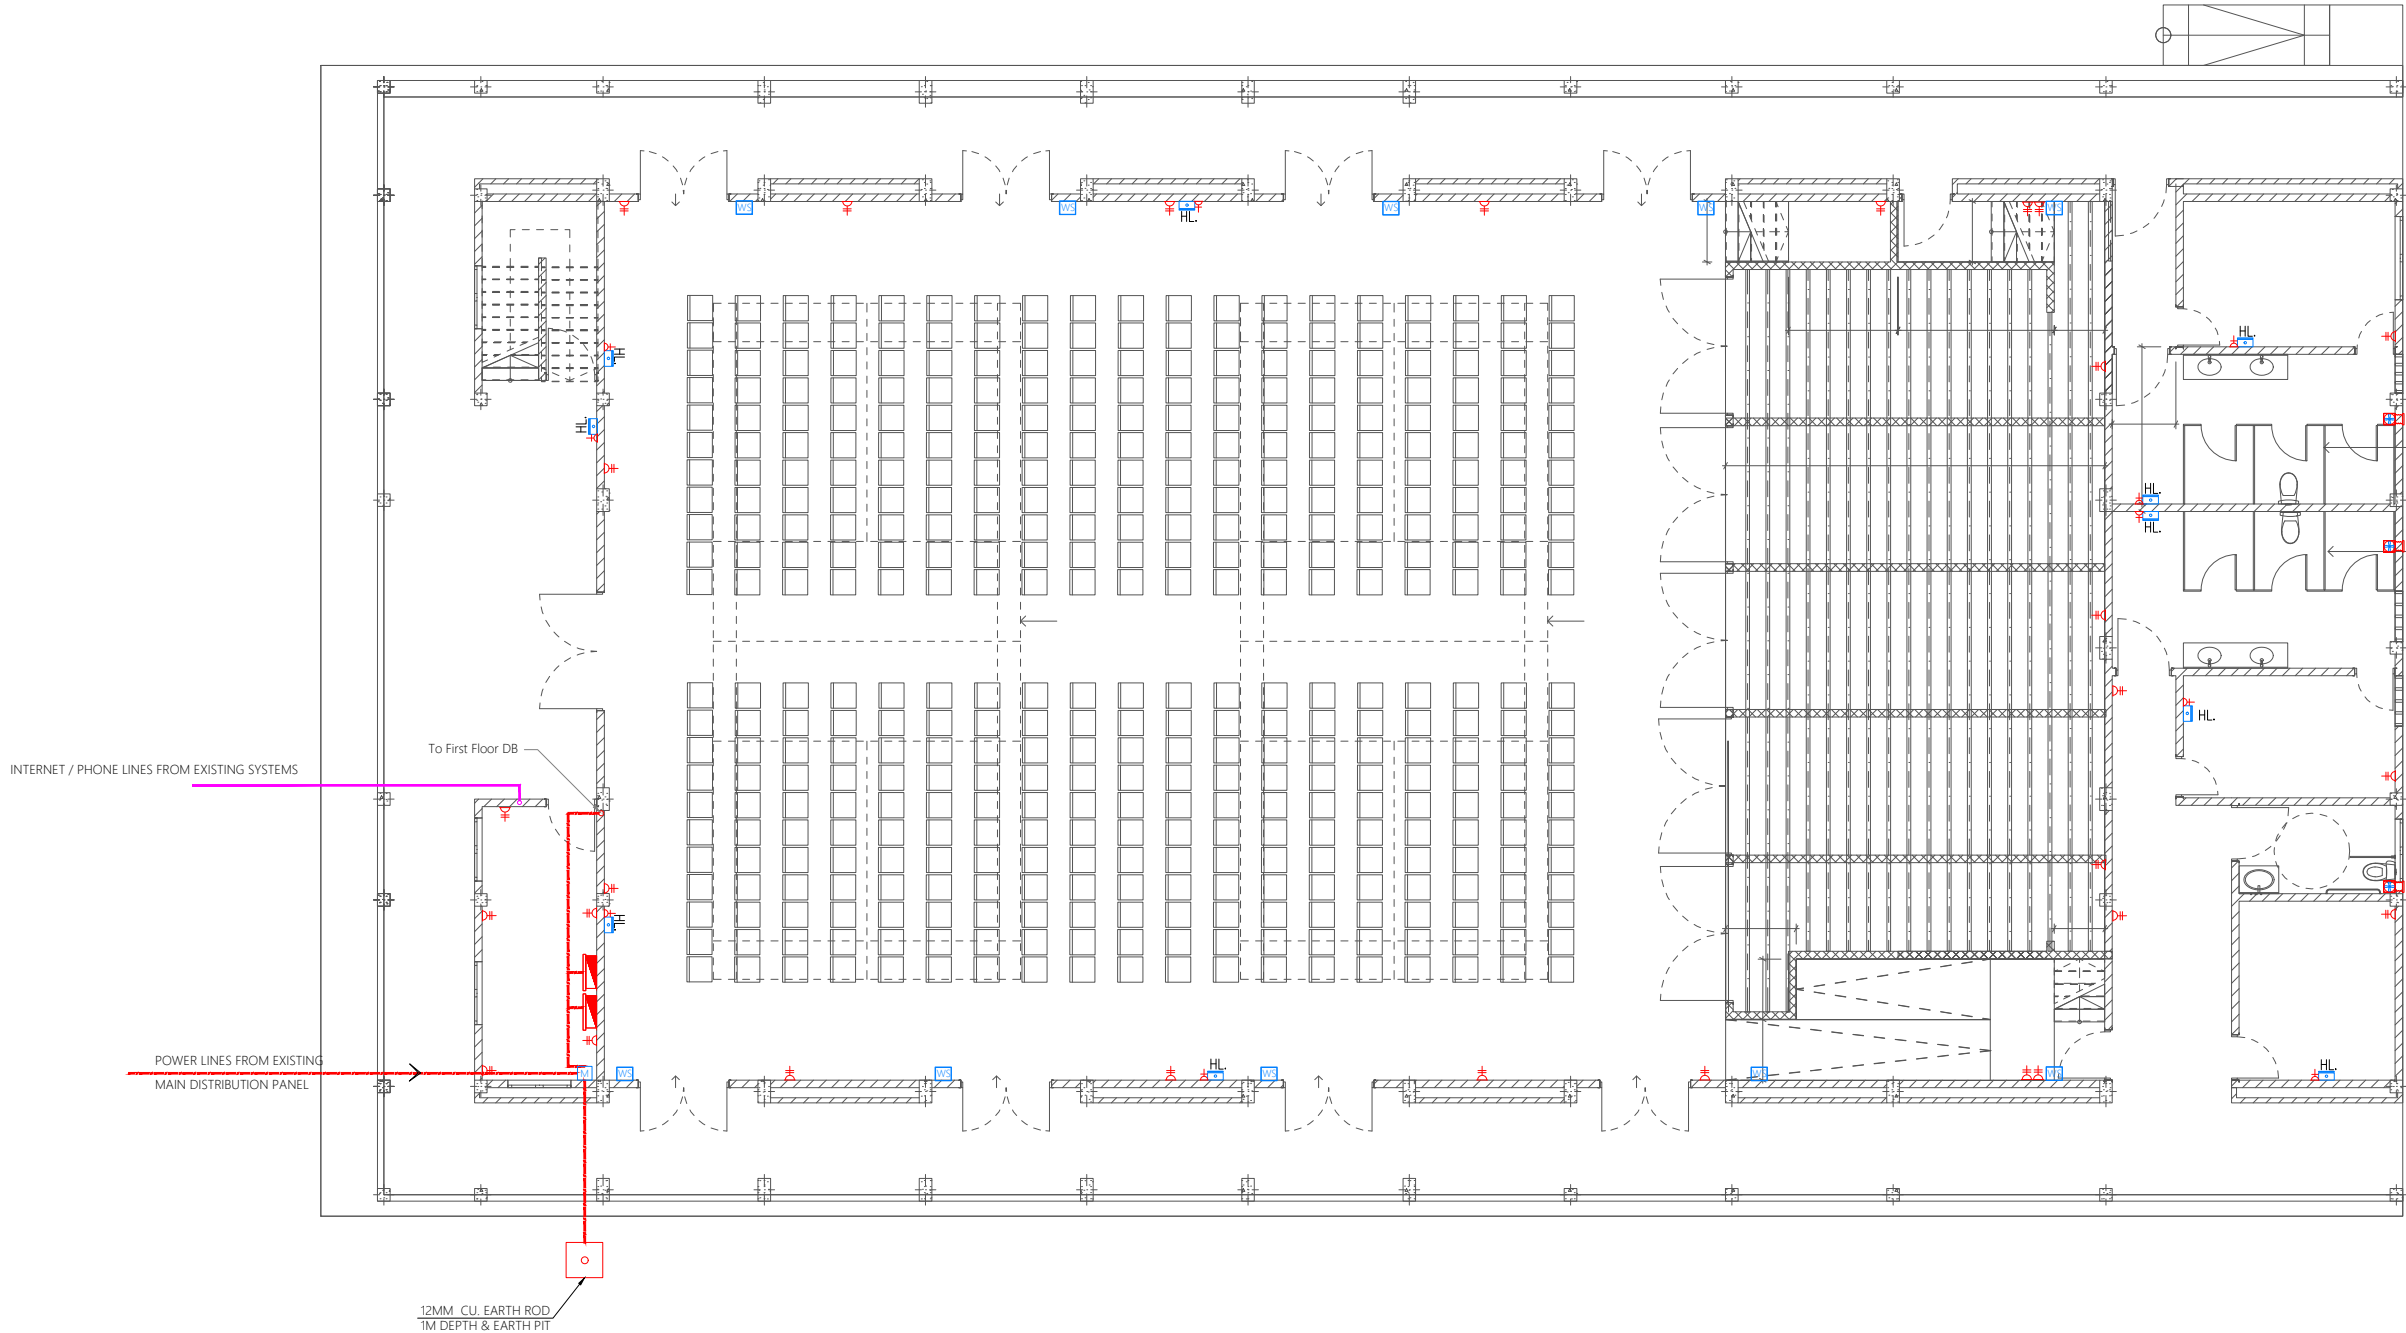 WS
WS
WS
WS
WS
HL.
HL.
HL.
HL.
HL.
HL.
To First Floor DB
INTERNET / PHONE LINES FROM EXISTING SYSTEMS
HL.
HL.
POWER LINES FROM EXISTING
MAIN DISTRIBUTION PANEL
M
WS
WS
HL.
WS
WS
WS
HL.
12MM CU. EARTH ROD
1M DEPTH & EARTH PIT